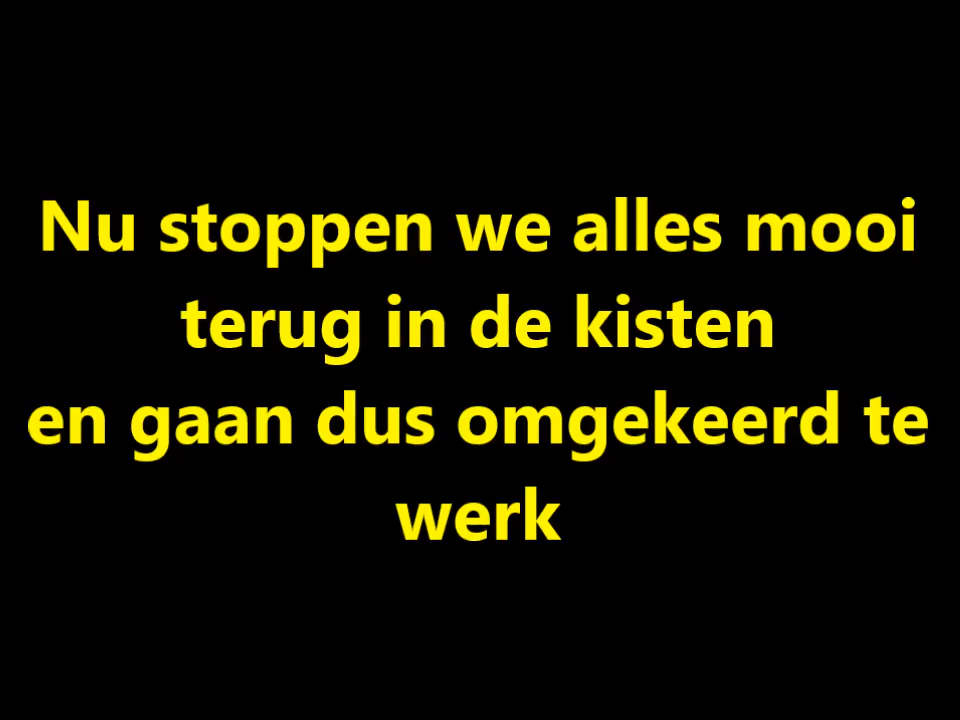 Nu stoppen we alles mooi
terug in de kisten
en gaan dus omgekeerd te
werk